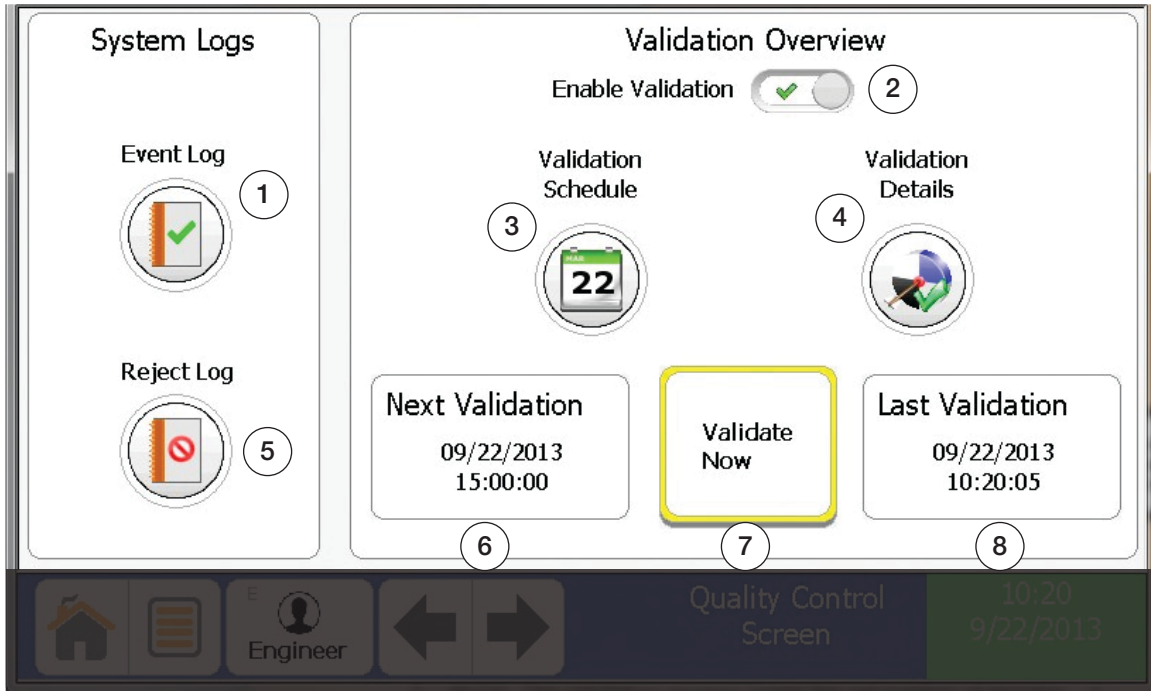 System Logs
Event Log
1
Reject Log
5
Validation Overview
Enable Validation
2
Validation
Schedule
3
MAR
22
Validation
Details
4
Next Validation
09/22/2013
15:00:00
6
Validate
Now
7
Last Validation
09/22/2013
10:20:05
8
E
Engineer
Quality Control
Screen
10:20
9/22/2013